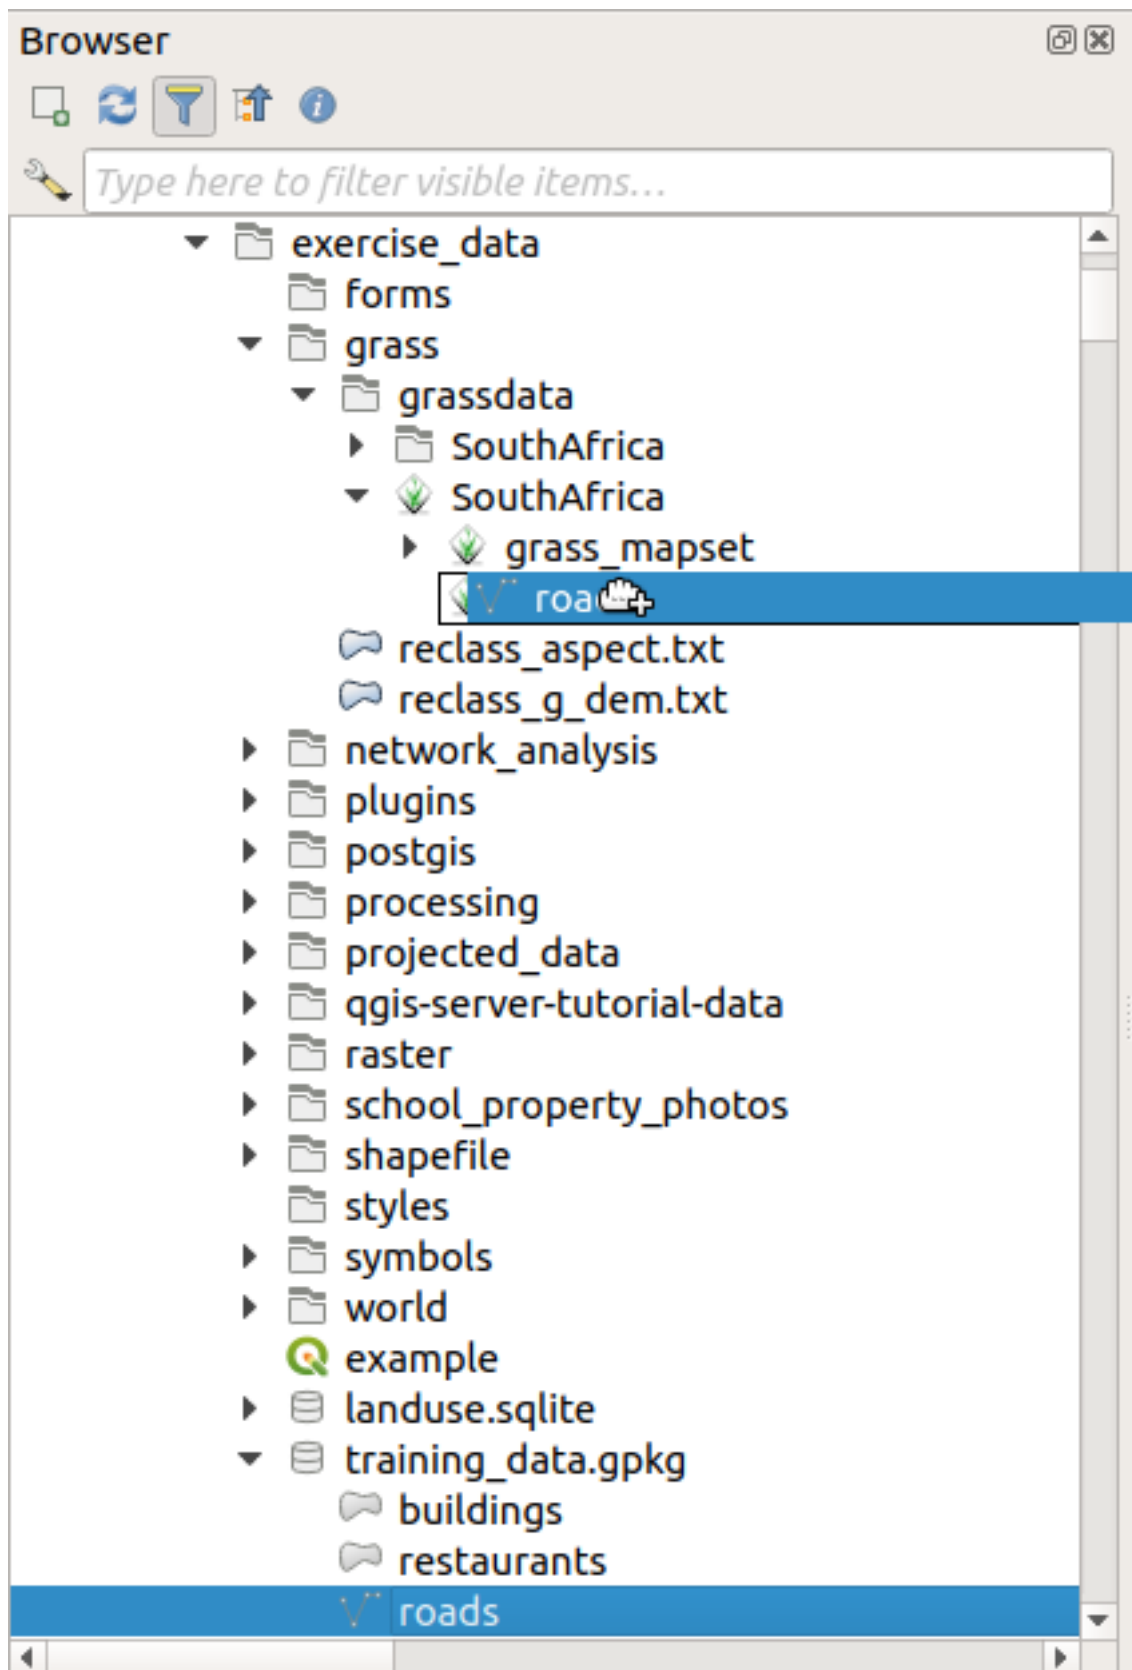 Browser
Type here to filter visible items...
exercise_data
forms
grass
grassdata
SouthAfrica
SouthAfrica
grass_mapset
reclass_aspect.txt
reclass_g_dem.txt
network_analysis
plugins
postgis
processing
projected_data
qgis-server-tutorial-data
raster
school_property_photos
shapefile
styles
symbols
world
example
landuse.sqlite
training_data.gpkg
buildings
restaurants
roads